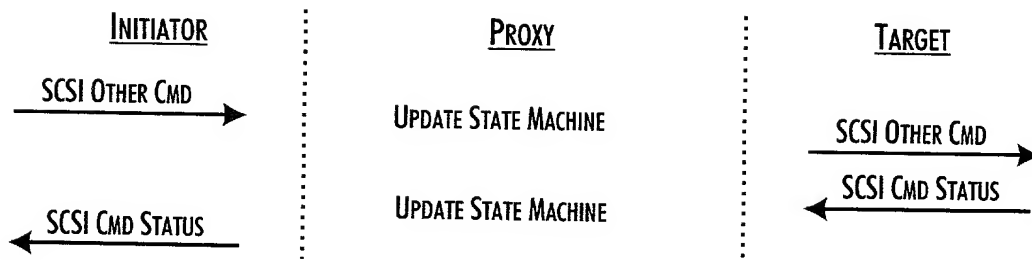 INITIATOR
SCSI OTHER CMD
SCSI CMD STATUS
PROXY
UPDATE STATE MACHINE
UPDATE STATE MACHINE
TARGET
SCSI OTHER CMD
SCSI CMD STATUS